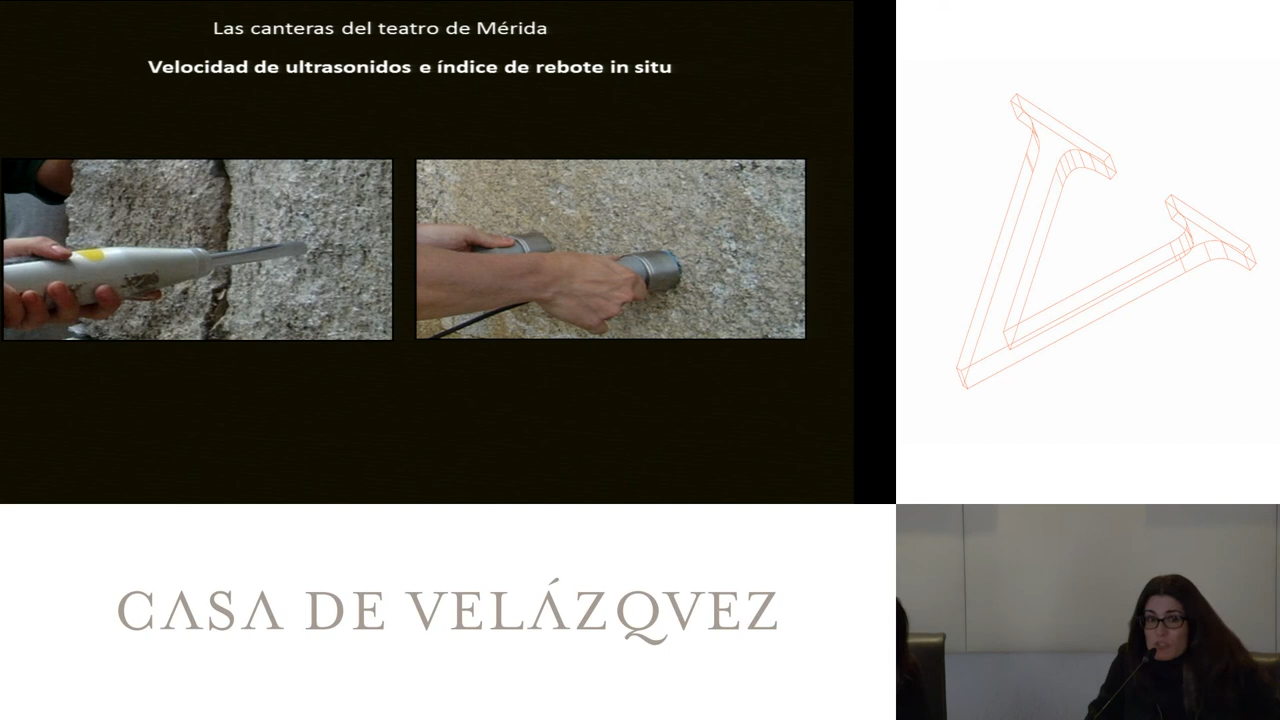 Las canteras del teatro de Mérida
Velocidad de ultrasonidos e índice de rebote in situ
CASA DE VELÁZQVEZ